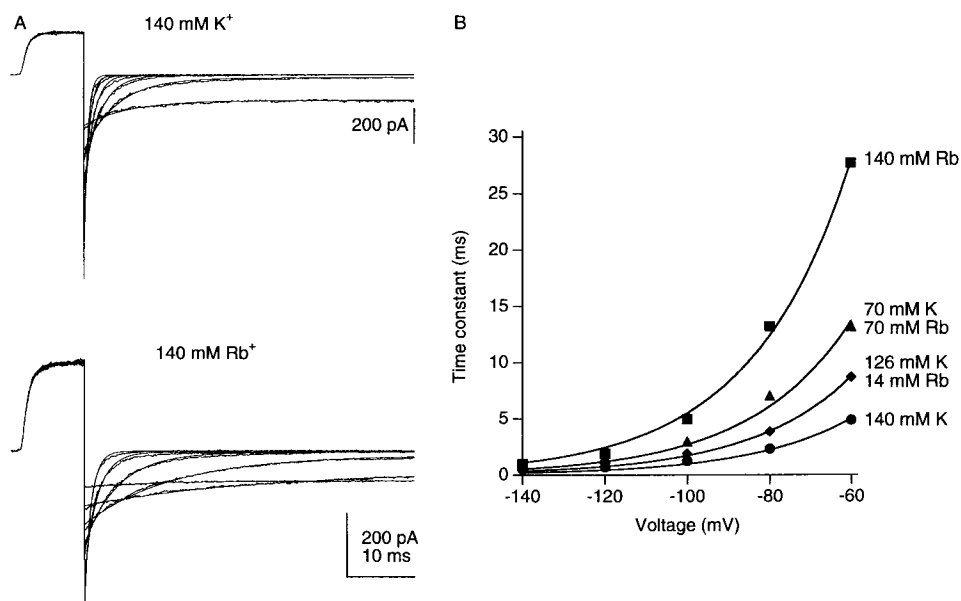 A
140 mM K⁺
200 pA
140 mM Rb⁺
200 pA
10 ms
B
Time constant (ms)
30
25
20
15
10
5
0
-140
-120
-100
-80
-60
Voltage (mV)
140 mM Rb
70 mM K
70 mM Rb
126 mM K
14 mM Rb
140 mM K